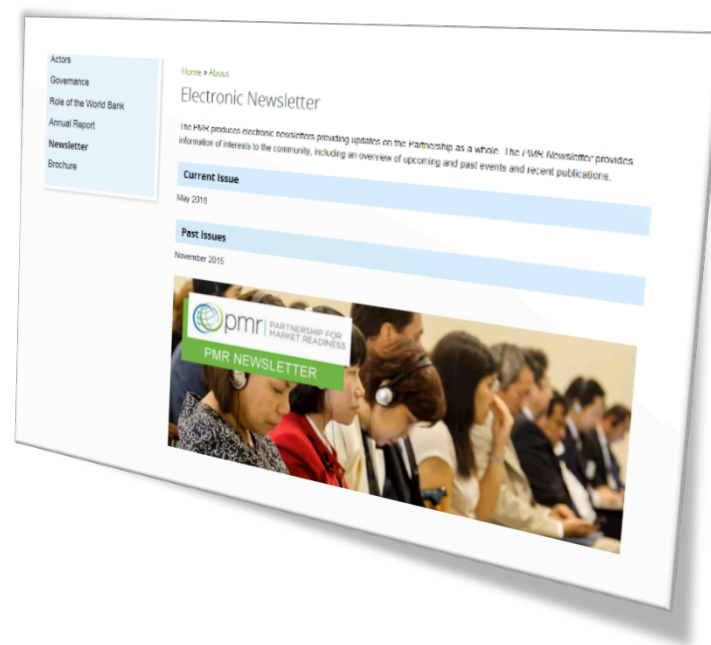 Actors
Governance
Role of the World Bank
Annual Report
Newsletter
Brochure
Home » About
Electronic Newsletter
The PMR produces electronic newsletters providing updates on the Partnership as a whole. The PMR Newsletter provides
information of interests to the community, including an overview of upcoming and past events and recent publications.
Current Issue
May 2016
Past Issues
November 2015
pmr PARTNERSHIP FOR
MARKET READINESS
PMR NEWSLETTER